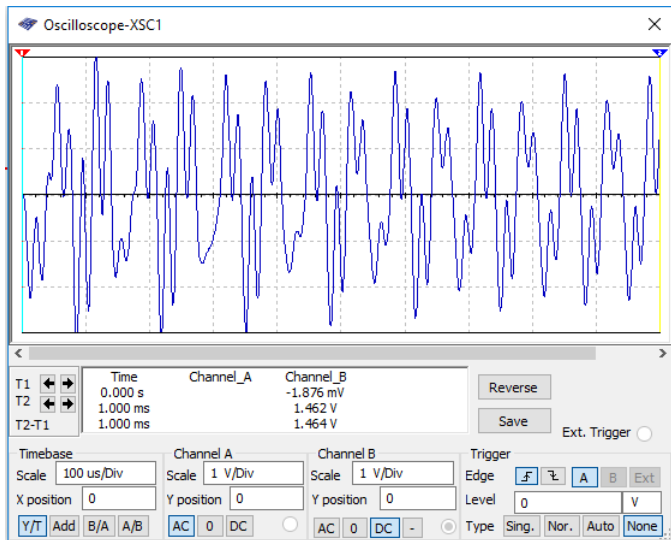 Oscilloscope-XSC1
1
2
T1
T2
T2-T1
Time Channel_A Channel_B
0.000 s -1.876 mV
1.000 ms 1.462 V
1.000 ms 1.464 V
Reverse
Save
Ext. Trigger
Timebase
Scale 100 us/Div
X position 0
Y/T Add B/A A/B
Channel A
Scale 1 V/Div
Y position 0
AC 0 DC
Channel B
Scale 1 V/Div
Y position 0
AC 0 DC -
Trigger
Edge A B Ext
Level 0 V
Type Sing. Nor. Auto None